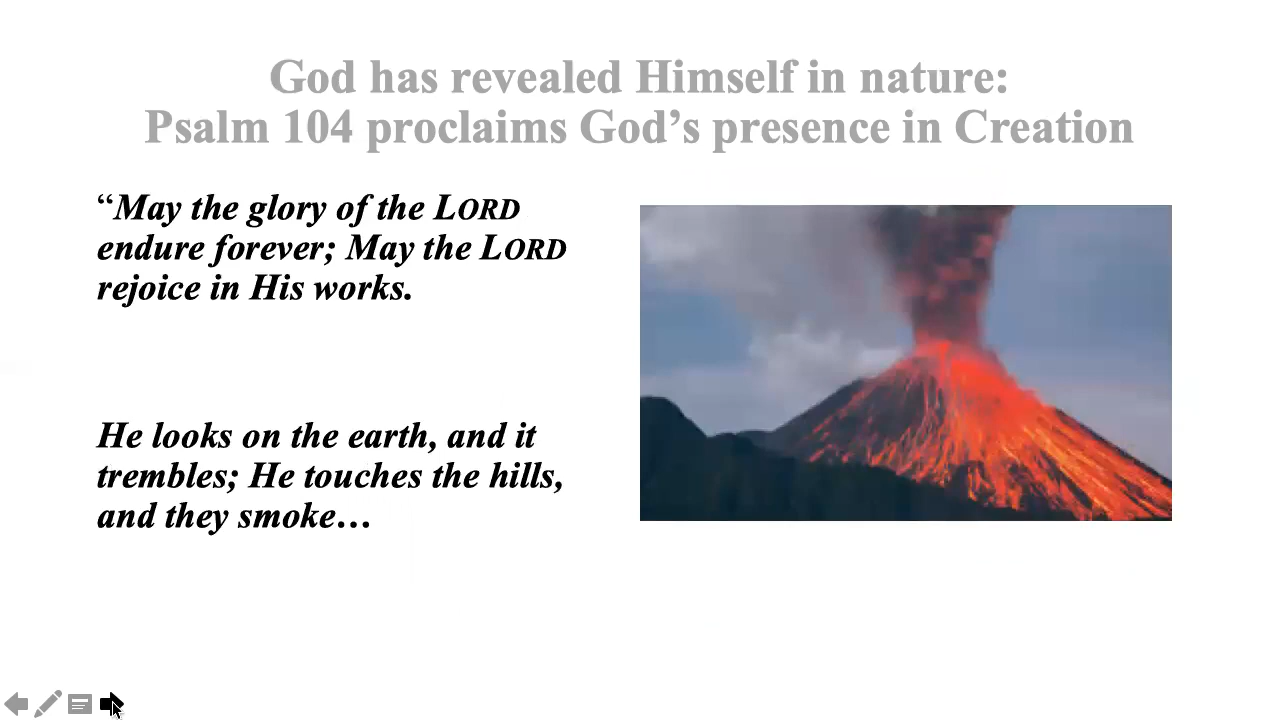 God has revealed Himself in nature:
Psalm 104 proclaims God’s presence in Creation
“May the glory of the LORD
endure forever; May the LORD
rejoice in His works.
He looks on the earth, and it
trembles; He touches the hills,
and they smoke…